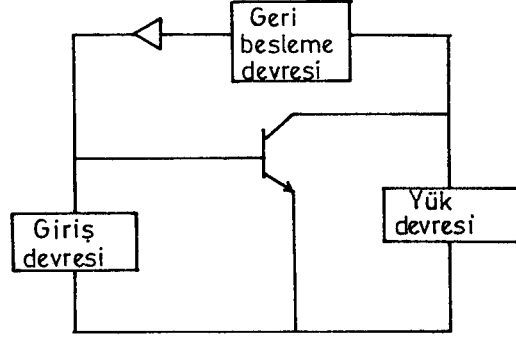 Geri
besleme
devresi
Giriş
devresi
Yük
devresi